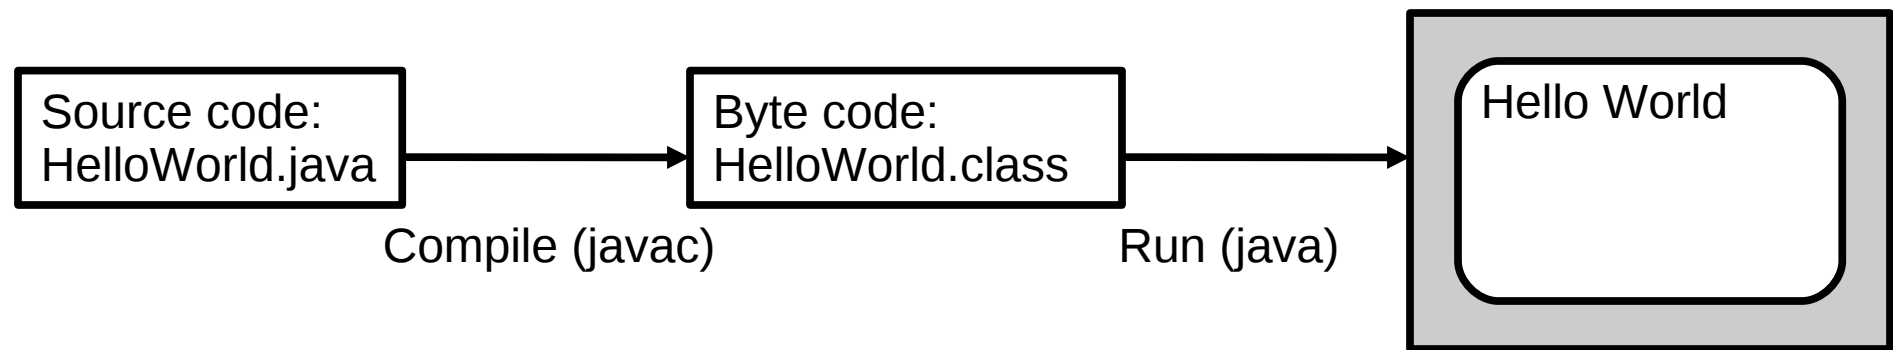 Source code:
HelloWorld.java
Compile (javac)
Byte code:
HelloWorld.class
Run (java)
Hello World